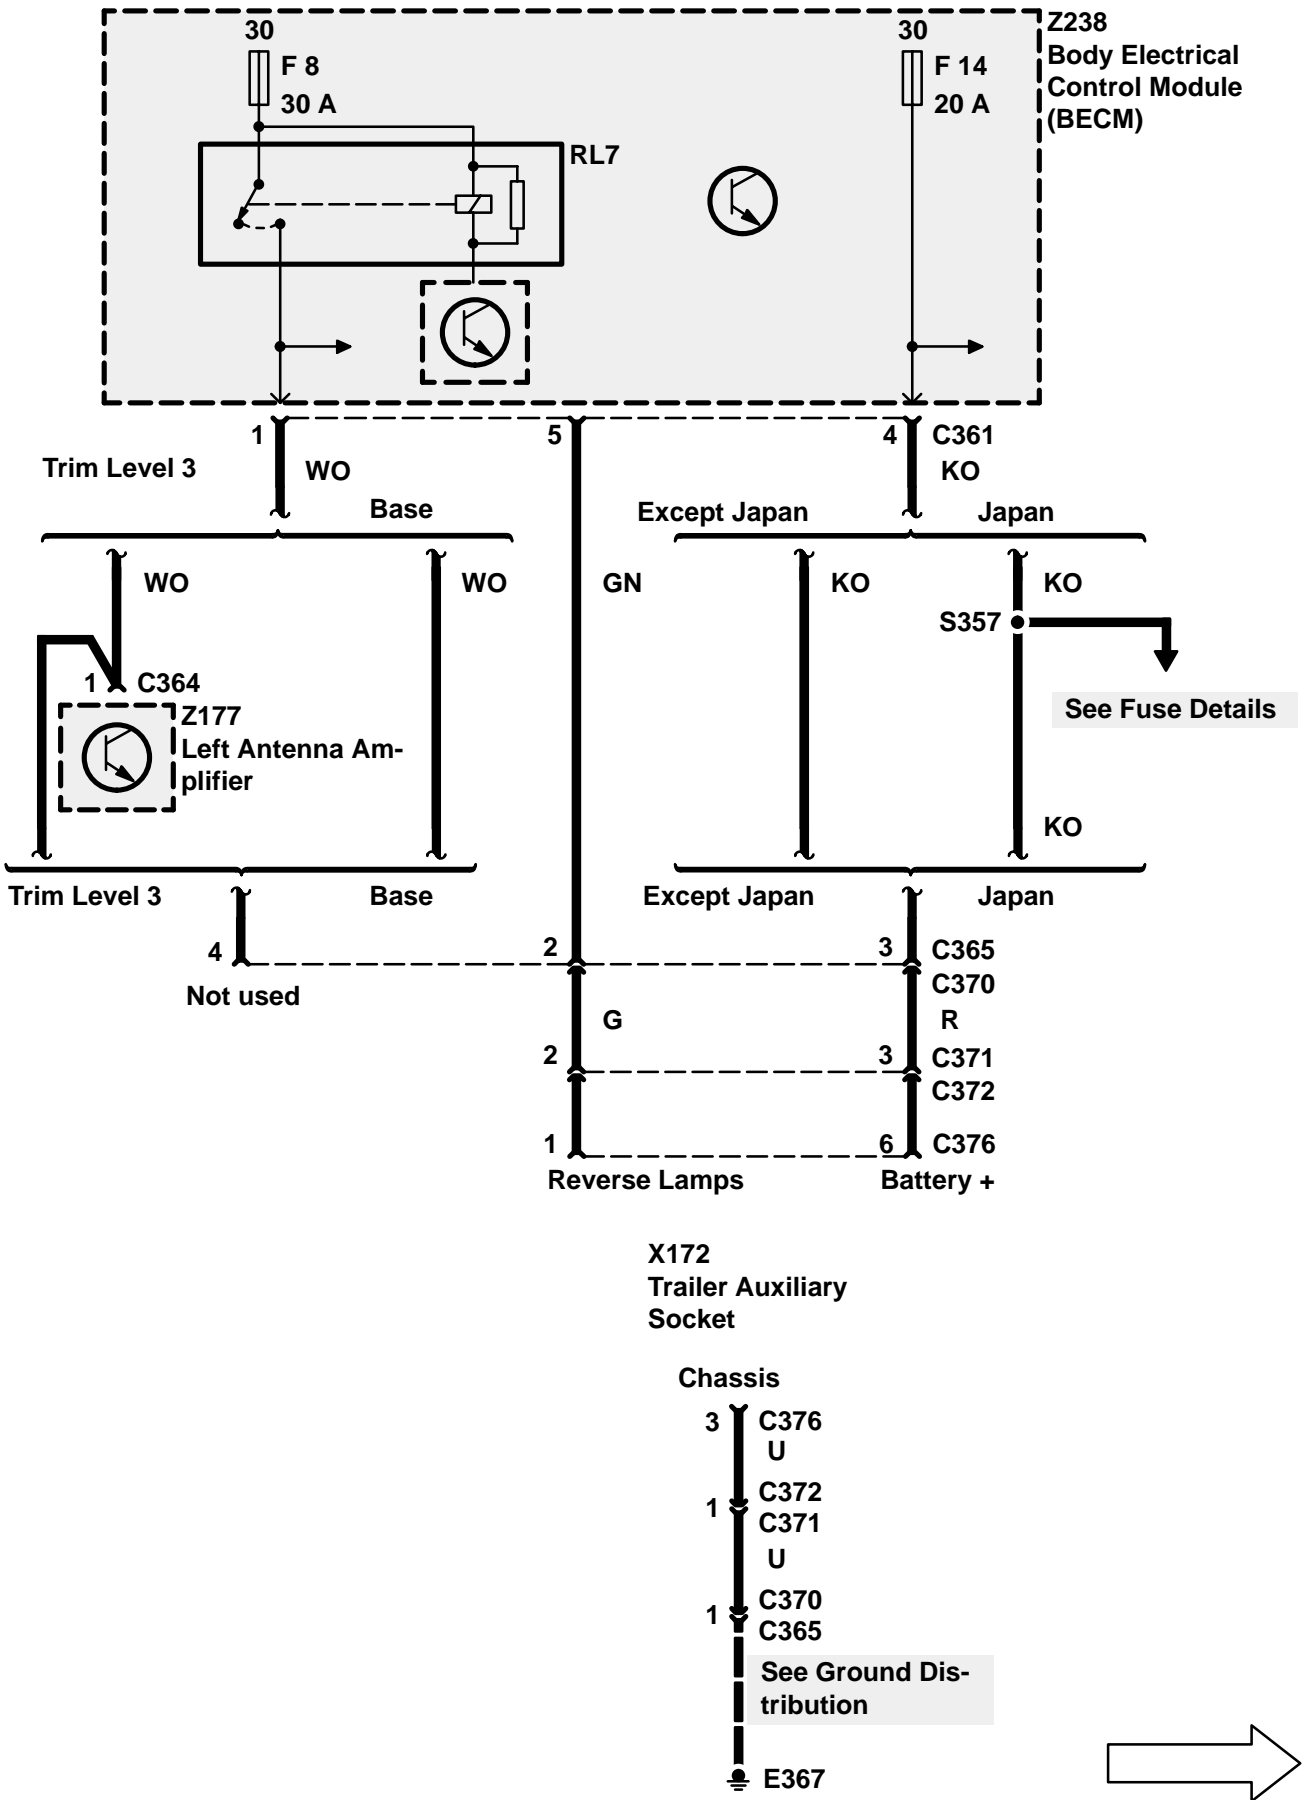 30
F 8
30 A
30
F 14
20 A
Z238
Body Electrical
Control Module
(BECM)
RL7
1
5
4
C361
Trim Level 3
WO
KO
Base
Except Japan
Japan
WO
WO
GN
KO
KO
S357
1
C364
See Fuse Details
Z177
Left Antenna Am-
plifier
KO
Trim Level 3
Base
Except Japan
Japan
4
2
3
C365
C370
Not used
G
R
2
3
C371
C372
1
6
C376
Reverse Lamps
Battery +
X172
Trailer Auxiliary
Socket
Chassis
3
C376
U
1
C372
C371
U
1
C370
C365
See Ground Dis-
tribution
E367